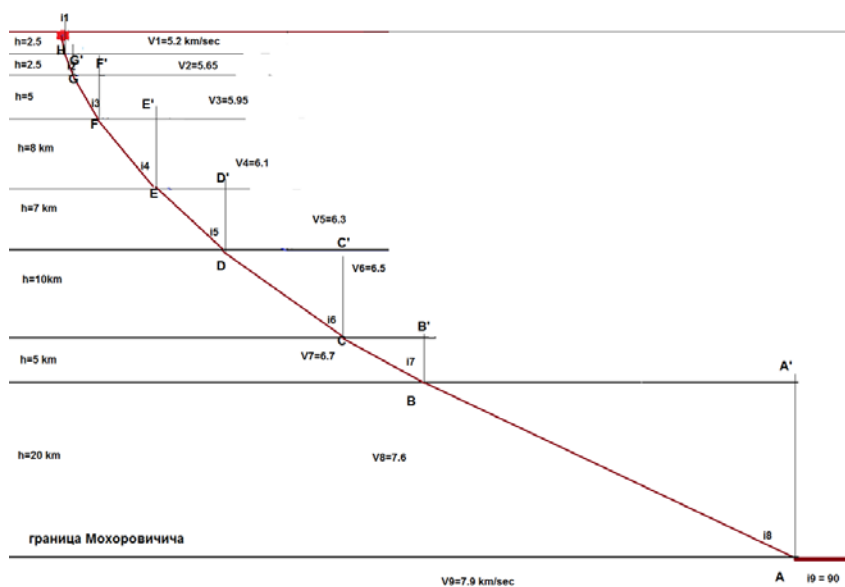 i1
h=2.5
V1=5.2 km/sec
H
h=2.5
G'
F'
i2
V2=5.65
G
h=5
i3
E'
V3=5.95
F
h=8 km
i4
V4=6.1
D'
E
h=7 km
V5=6.3
i5
C'
D
V6=6.5
h=10km
i6
B'
C
V7=6.7
h=5 km
i7
A'
B
h=20 km
V8=7.6
граница Мохоровичича
i8
A
i9 = 90
V9=7.9 km/sec